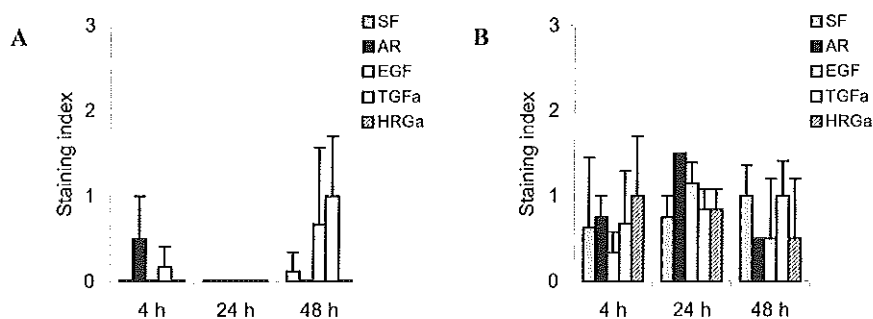 A
Staining index
3
2
1
0
4 h 24 h 48 h
SF
AR
EGF
TGFa
HRGa
B
Staining index
3
2
1
0
4 h 24 h 48 h
SF
AR
EGF
TGFa
HRGa